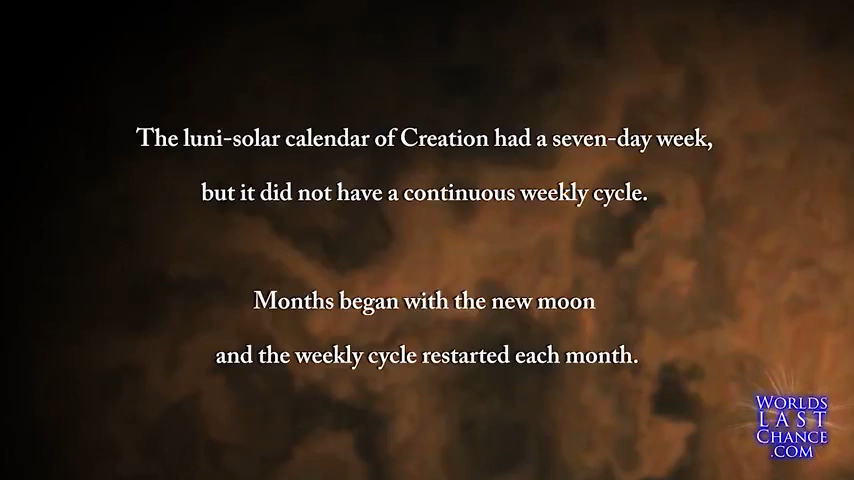 The luni-solar calendar of Creation had a seven-day week,
but it did not have a continuous weekly cycle.
Months began with the new moon
and the weekly cycle restarted each month.
WORLDS
LAST
CHANCE
.COM